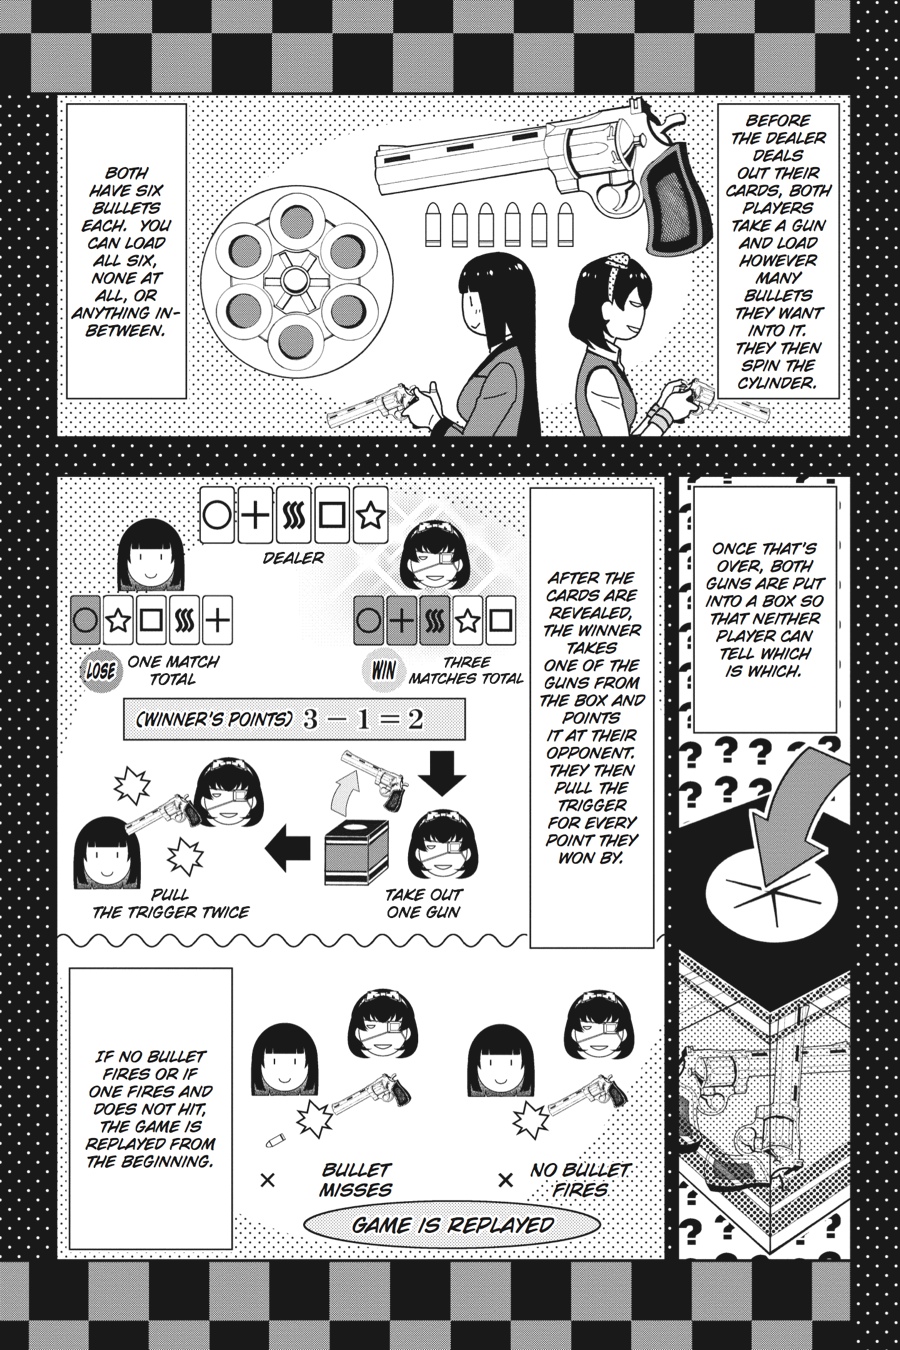 BEFORE
THE DEALER
DEALS
OUT THEIR
CARDS, BOTH
PLAYERS
TAKE A GUN
AND LOAD
HOWEVER
MANY
BULLETS
THEY WANT
INTO IT.
THEY THEN
SPIN THE
CYLINDER.
BOTH
HAVE SIX
BULLETS
EACH. YOU
CAN LOAD
ALL SIX,
NONE AT
ALL, OR
ANYTHING IN-
BETWEEN.
ONCE THAT'S
OVER, BOTH
GUNS ARE PUT
INTO A BOX SO
THAT NEITHER
PLAYER CAN
TELL WHICH
IS WHICH.
? ? ? ?
? ? ? ?
? ? ? ?
AFTER THE
CARDS ARE
REVEALED,
THE WINNER
TAKES
ONE OF THE
GUNS FROM
THE BOX AND
POINTS
IT AT THEIR
OPPONENT.
THEY THEN
PULL THE
TRIGGER
FOR EVERY
POINT THEY
WON BY.
DEALER
LOSE
ONE MATCH
TOTAL
WIN
THREE
MATCHES TOTAL
(WINNER'S POINTS) 3 − 1 = 2
TAKE OUT
ONE GUN
PULL
THE TRIGGER TWICE
IF NO BULLET
FIRES OR IF
ONE FIRES AND
DOES NOT HIT,
THE GAME IS
REPLAYED FROM
THE BEGINNING.
× BULLET
MISSES
× NO BULLET
FIRES
GAME IS REPLAYED